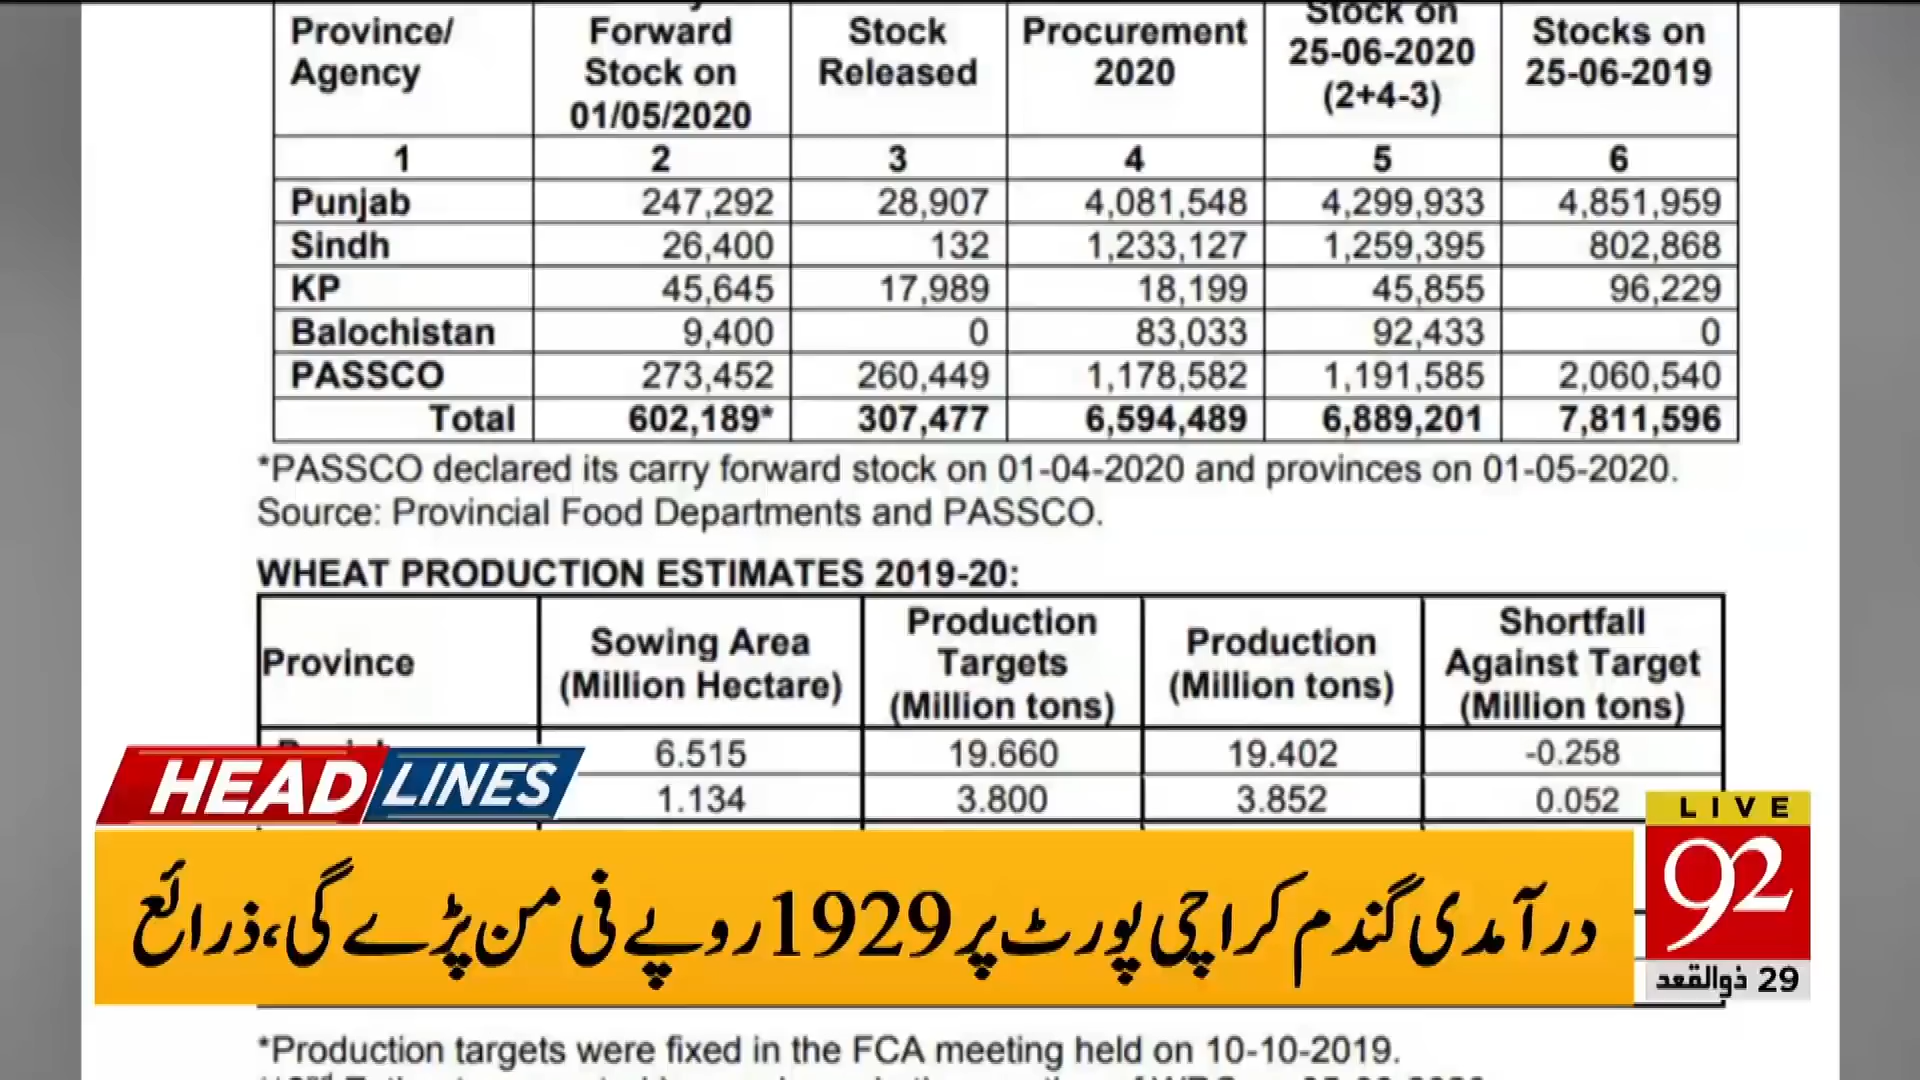 Province/ Agency | Forward Stock on 01/05/2020 | Stock Released | Procurement 2020 | Stock on 25-06-2020 (2+4-3) | Stocks on 25-06-2019
1 2 3 4 5 6
Punjab 247,292 28,907 4,081,548 4,299,933 4,851,959
Sindh 26,400 132 1,233,127 1,259,395 802,868
KP 45,645 17,989 18,199 45,855 96,229
Balochistan 9,400 0 83,033 92,433 0
PASSCO 273,452 260,449 1,178,582 1,191,585 2,060,540
Total 602,189* 307,477 6,594,489 6,889,201 7,811,596
*PASSCO declared its carry forward stock on 01-04-2020 and provinces on 01-05-2020.
Source: Provincial Food Departments and PASSCO.
WHEAT PRODUCTION ESTIMATES 2019-20:
Province | Sowing Area (Million Hectare) | Production Targets (Million tons) | Production (Million tons) | Shortfall Against Target (Million tons)
6.515 19.660 19.402 -0.258
1.134 3.800 3.852 0.052
HEADLINES
LIVE
92
درآمدی گندم کراچی پورٹ پر 1929 روپے فی من پڑے گی، ذرائع
29 ذوالقعد
*Production targets were fixed in the FCA meeting held on 10-10-2019.